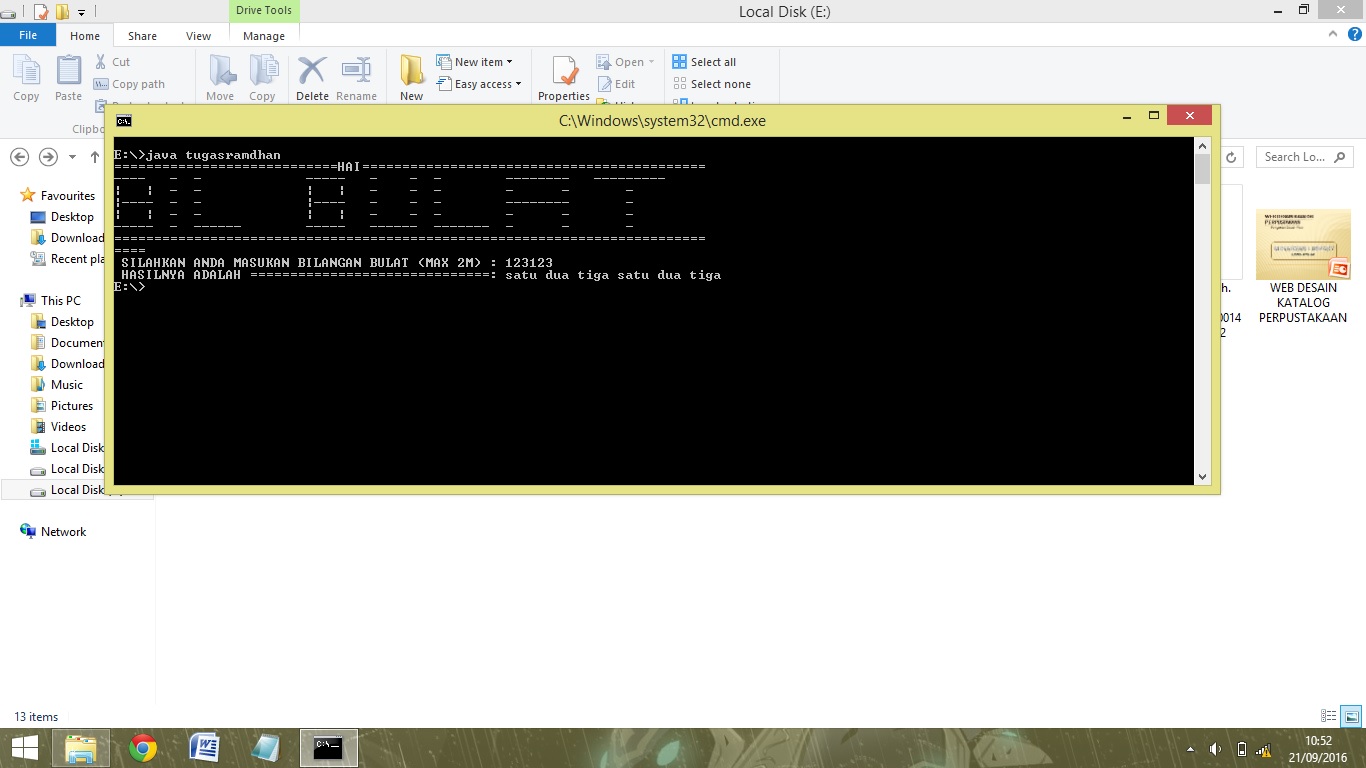 Drive Tools
Local Disk (E:)
File
Home
Share
View
Manage
Copy
Paste
Cut
Copy path
Move
Copy
Delete
Rename
New
New item
Easy access
Properties
Open
Edit
Select all
Select none
C:\Windows\system32\cmd.exe
Search Lo...
Favourites
Desktop
Download
Recent pla
This PC
Desktop
Documen
Download
Music
Pictures
Videos
Local Disk
Local Disk
Local Disk
Network
E:\>java tugasramdhan
===========================HAI===========================================
BIL BULAT
==========================================================================
====
SILAHKAN ANDA MASUKAN BILANGAN BULAT (MAX 2M) : 123123
HASILNYA ADALAH ==============================: satu dua tiga satu dua tiga
E:\>
h.
0014
2
WEB DESAIN
KATALOG
PERPUSTAKAAN
13 items
10:52
21/09/2016